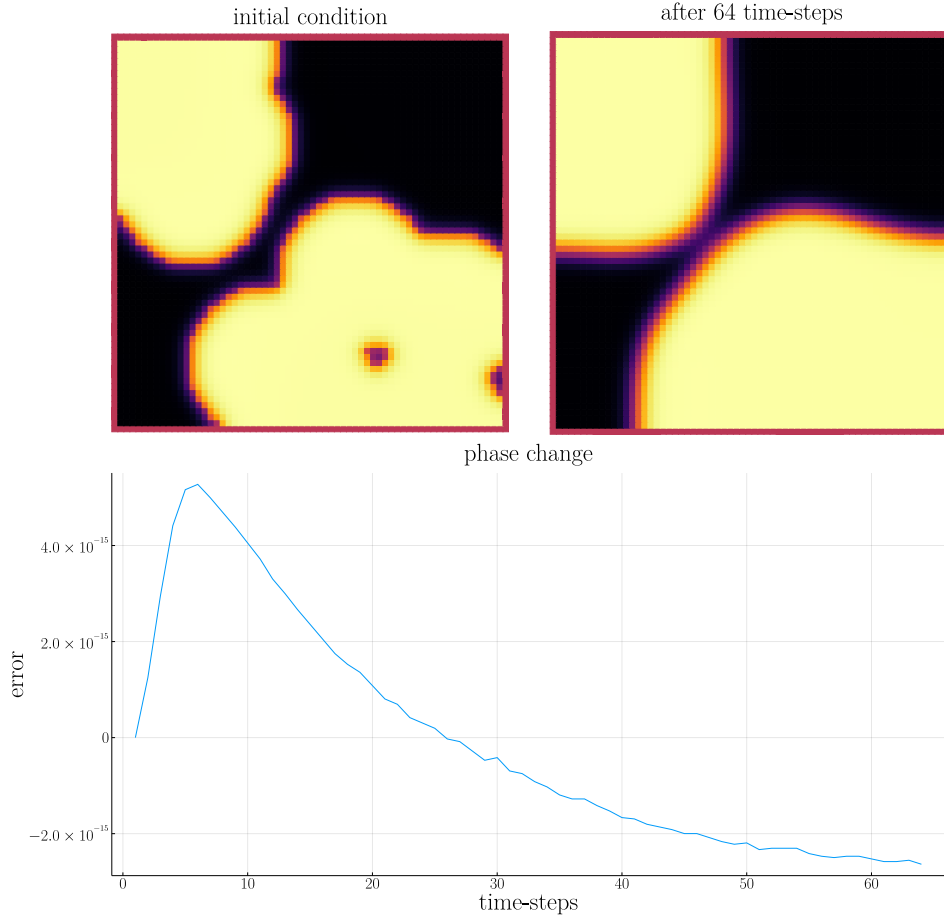 initial condition
after 64 time-steps
phase change
4.0 × 10⁻¹⁵
2.0 × 10⁻¹⁵
0
−2.0 × 10⁻¹⁵
error
0 10 20 30 40 50 60
time-steps